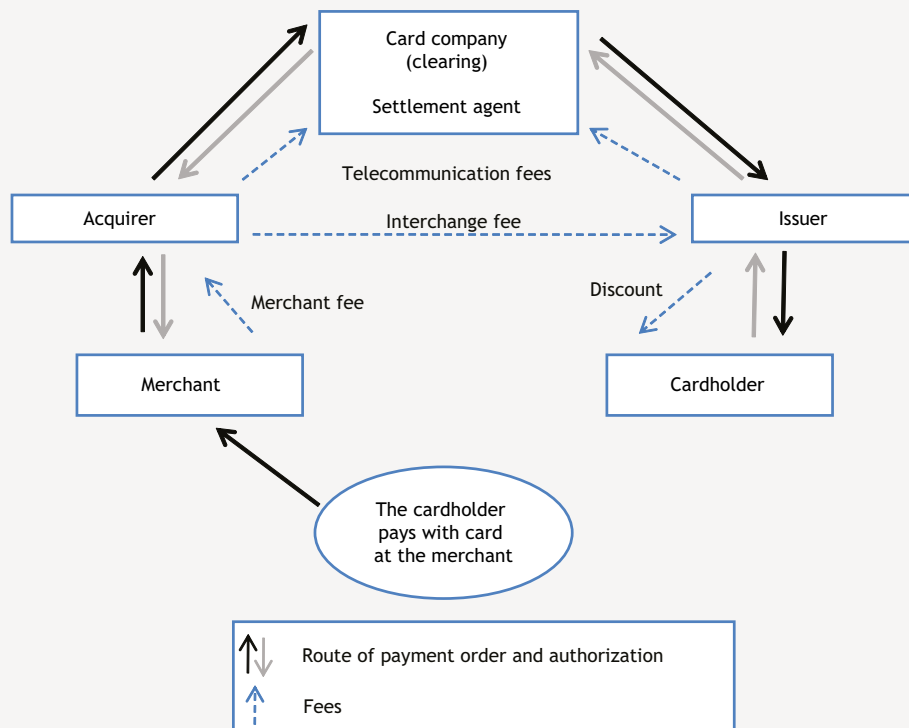 Card company
(clearing)
Settlement agent
Telecommunication fees
Acquirer
Interchange fee
Issuer
Merchant fee
Discount
Merchant
Cardholder
The cardholder
pays with card
at the merchant
Route of payment order and authorization
Fees